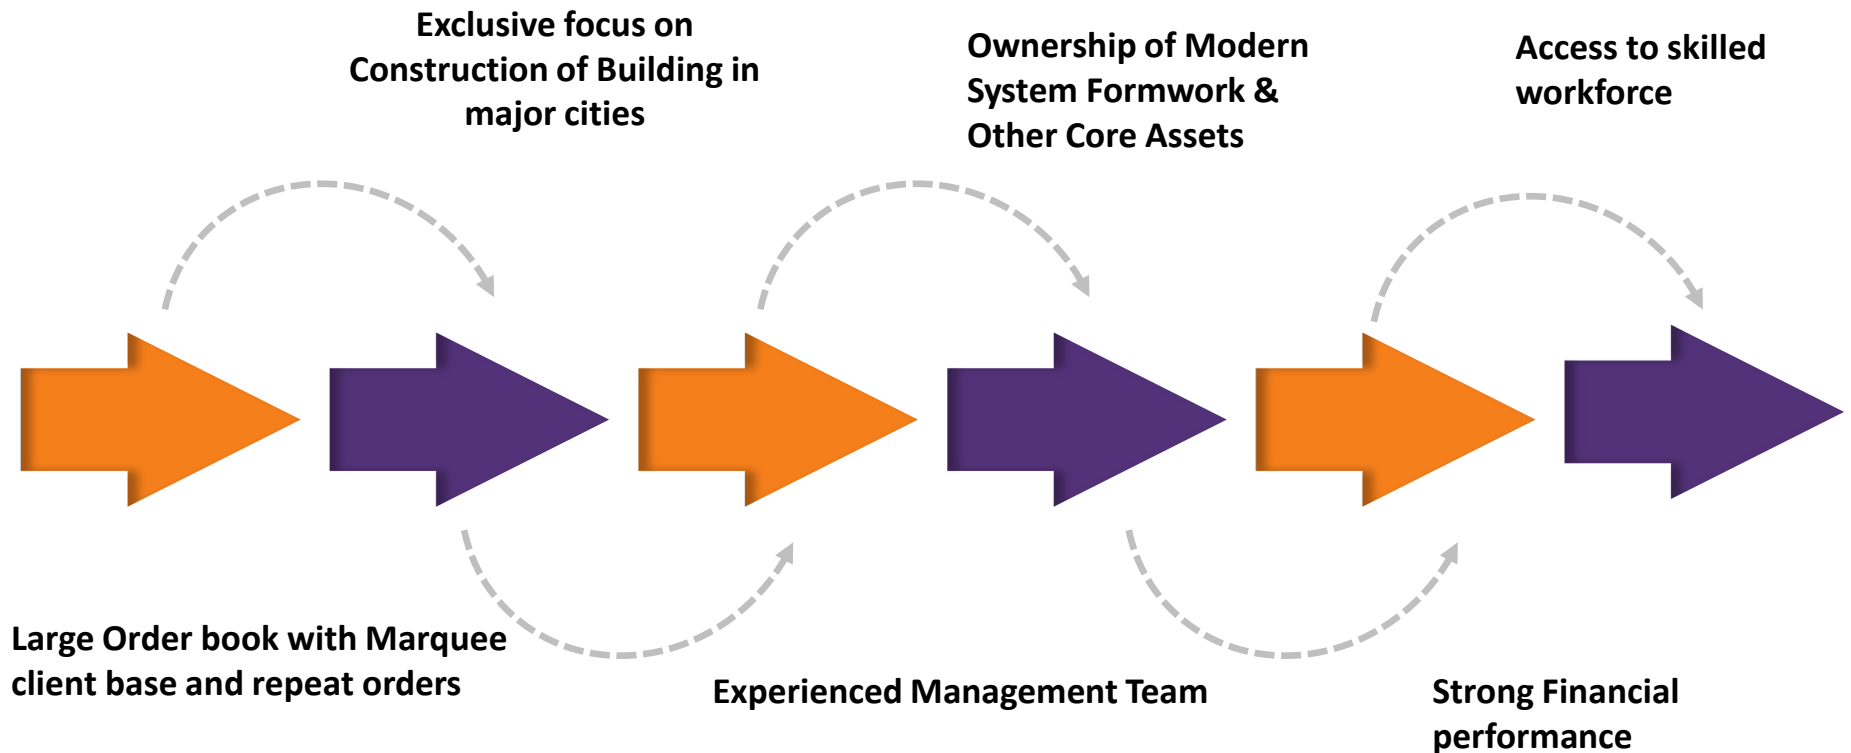 Exclusive focus on
Construction of Building in
major cities
Ownership of Modern
System Formwork &
Other Core Assets
Access to skilled
workforce
Large Order book with Marquee
client base and repeat orders
Experienced Management Team
Strong Financial
performance